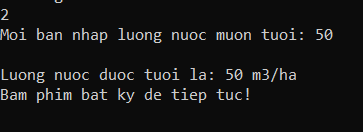 2
Moi ban nhap luong nuoc muon tuoi: 50
Luong nuoc duoc tuoi la: 50 m3/ha
Bam phim bat ky de tiep tuc!